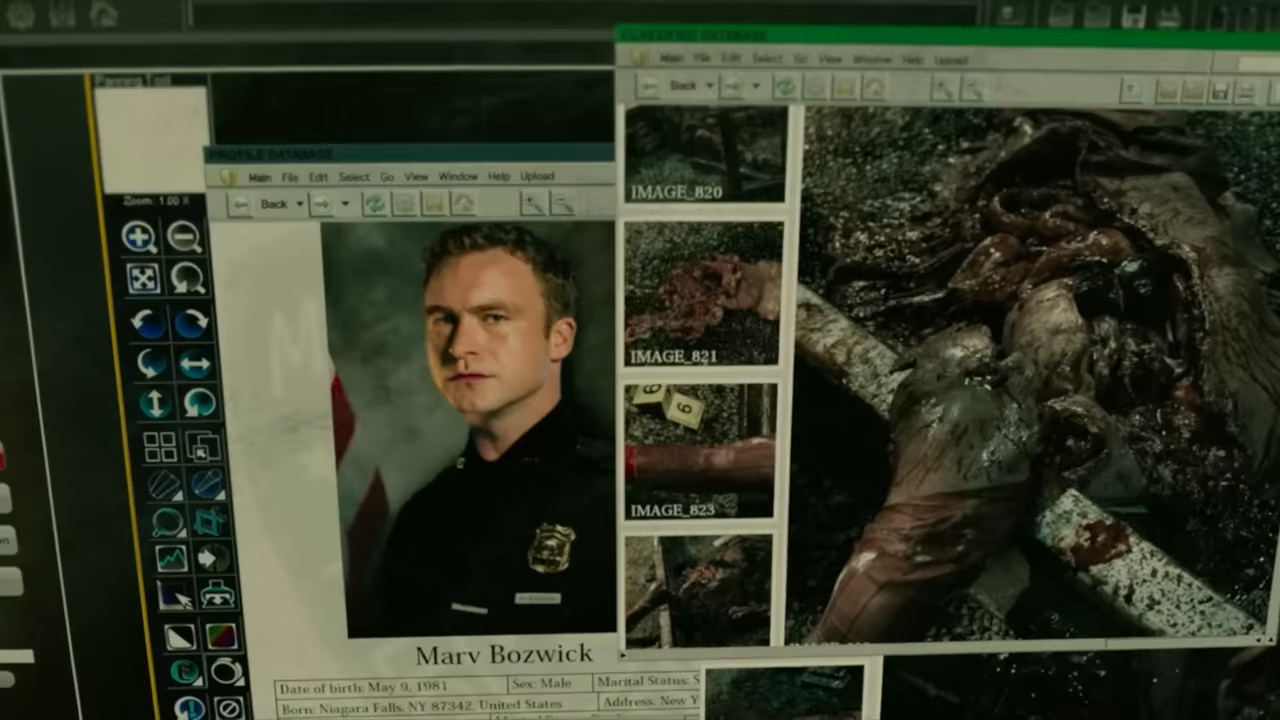 Zoom: 1.00 X
PROFILE DATABASE
Main File Edit Select Go View Window Help Upload
Back
Marv Bozwick
Date of birth: May 9, 1981
Sex: Male
Marital Status: S
Born: Niagara Falls, NY 87342, United States
Address: New Y
CLASSIFIED DATABASE
Main File Edit Select Go View Window Help Upload
Back
IMAGE_820
IMAGE_821
6
6
IMAGE_823